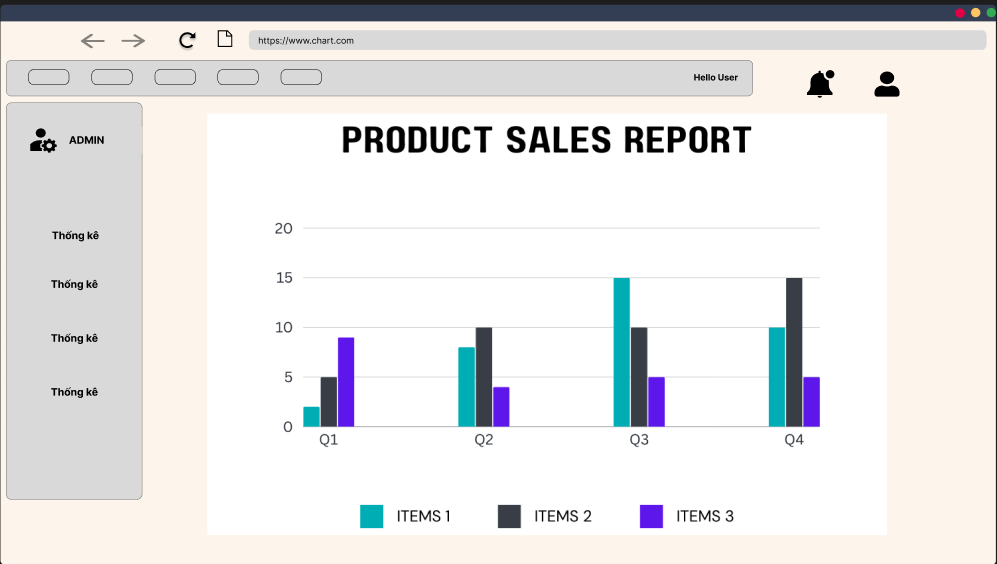 https://www.chart.com
Hello User
ADMIN
Thống kê
Thống kê
Thống kê
Thống kê
PRODUCT SALES REPORT
20
15
10
5
0
Q1 Q2 Q3 Q4
ITEMS 1 ITEMS 2 ITEMS 3